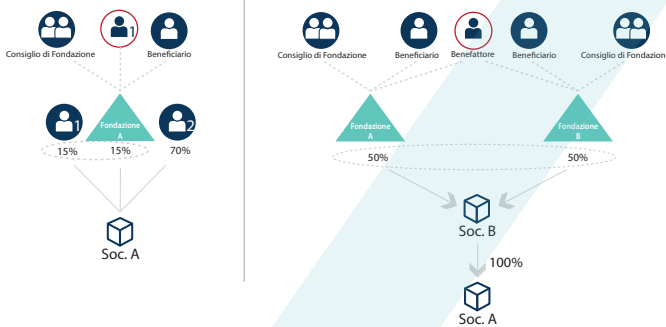 1
Consiglio di Fondazione
Beneficiario
Fondazione
A
1
2
15%
15%
70%
Soc. A
Consiglio di Fondazione
Beneficiario
Benefattore
Beneficiario
Consiglio di Fondazion
Fondazione
A
Fondazione
B
50%
50%
Soc. B
100%
Soc. A